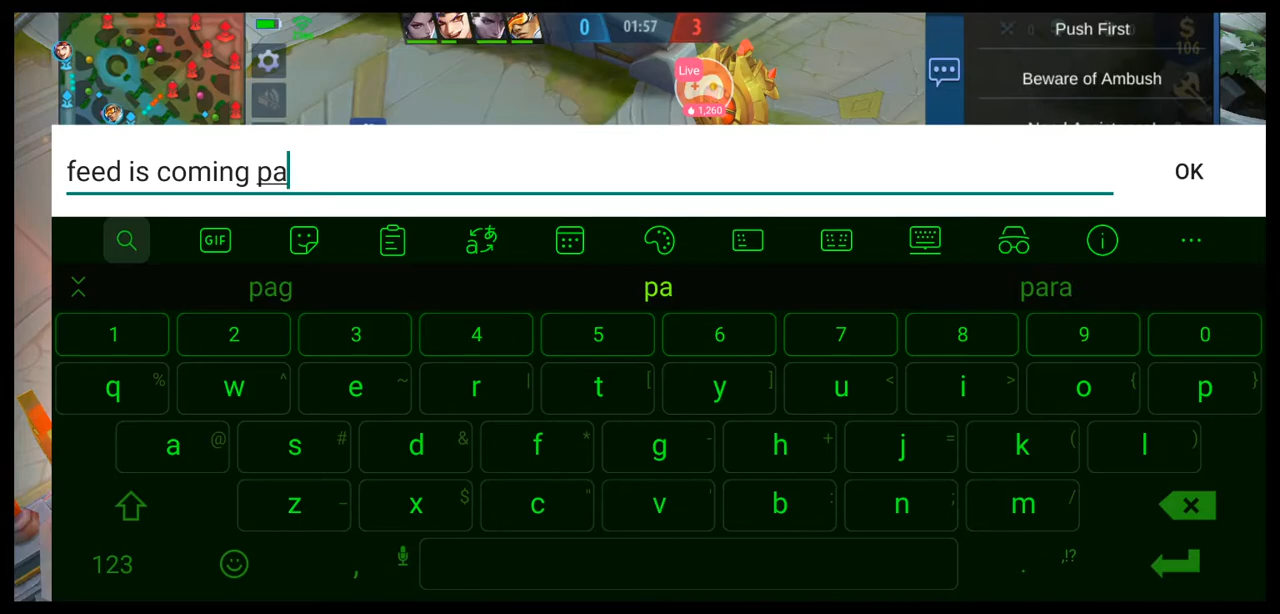 0 01:57 3
Live
1,260
Push First
106
Beware of Ambush
feed is coming pa
OK
GIF
pag pa para
1 2 3 4 5 6 7 8 9 0
q % w ^ e ~ r | t [ y ] u < i > o { p }
a @ s # d & f * g - h + j = k ( l )
z _ x $ c " v ' b : n ; m /
123 , . ,!?